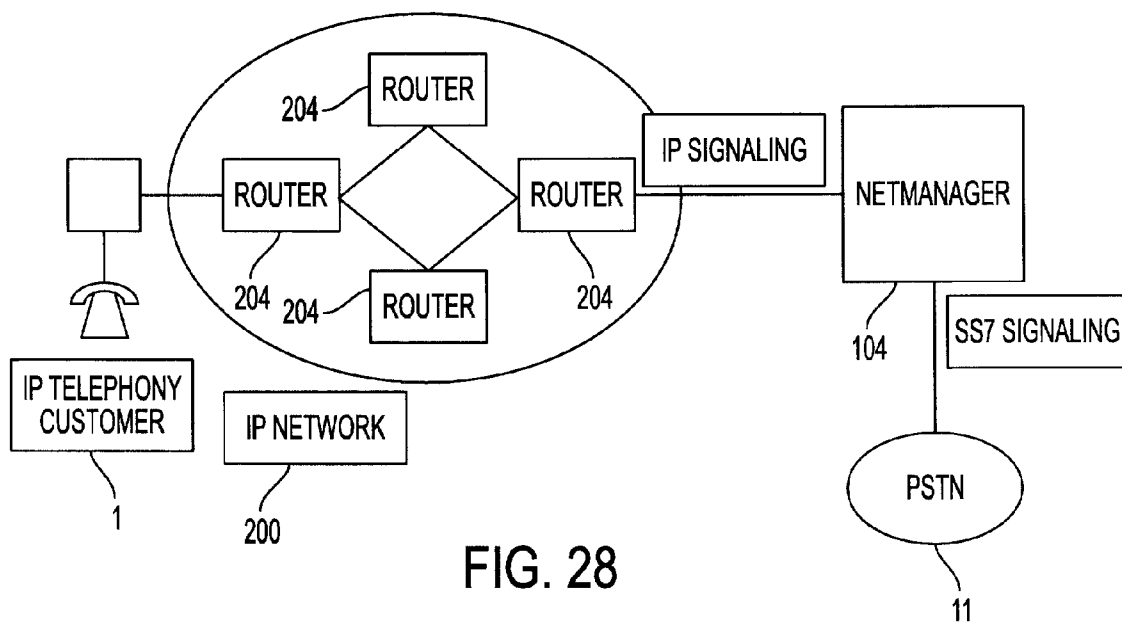 ROUTER
204
IP SIGNALING
ROUTER
ROUTER
NETMANAGER
204
204
ROUTER
204
104
SS7 SIGNALING
IP TELEPHONY
CUSTOMER
IP NETWORK
PSTN
1
200
FIG. 28
11